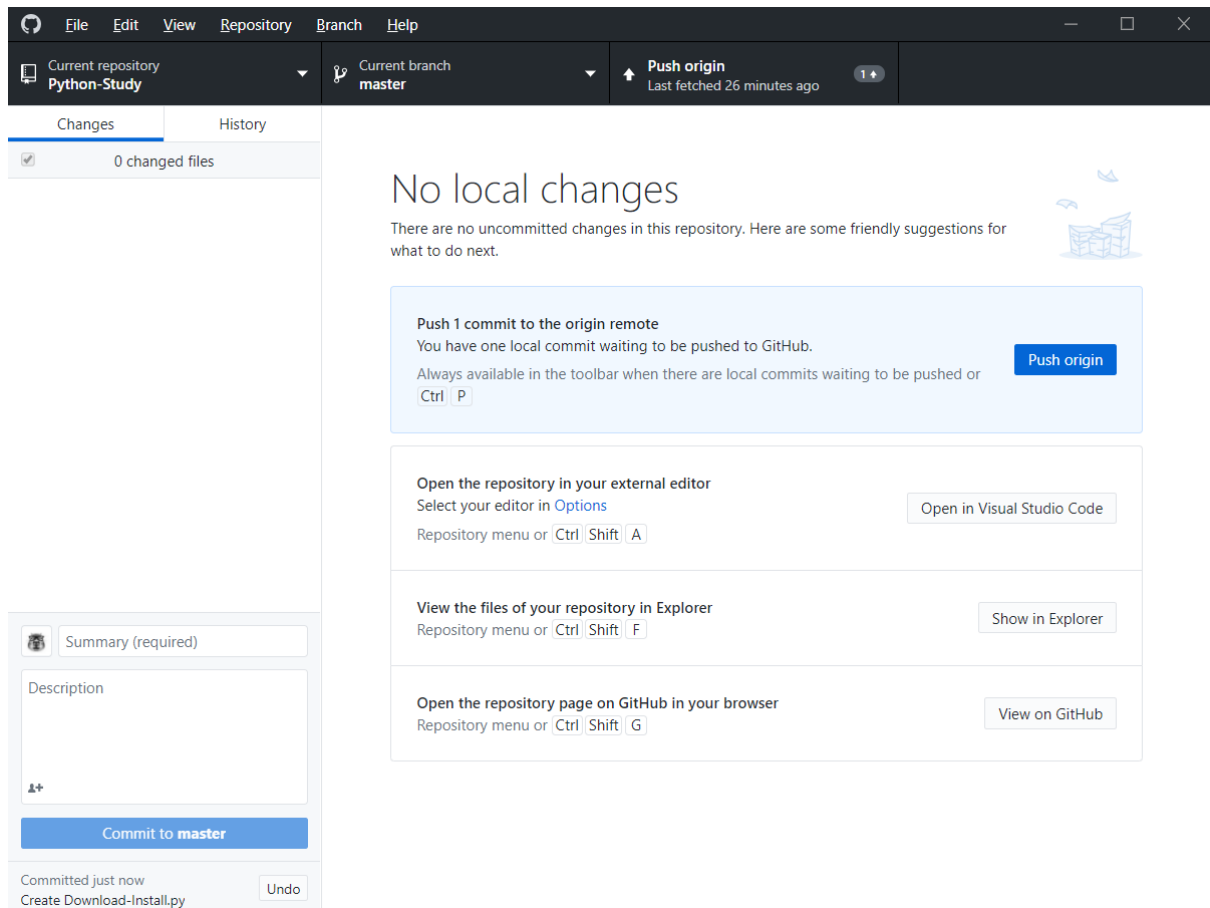 File Edit View Repository Branch Help
Current repository
Python-Study
Current branch
master
Push origin
Last fetched 26 minutes ago
1
Changes History
0 changed files
No local changes
There are no uncommitted changes in this repository. Here are some friendly suggestions for
what to do next.
Push 1 commit to the origin remote
You have one local commit waiting to be pushed to GitHub.
Always available in the toolbar when there are local commits waiting to be pushed or
Ctrl P
Push origin
Open the repository in your external editor
Select your editor in Options
Repository menu or Ctrl Shift A
Open in Visual Studio Code
View the files of your repository in Explorer
Repository menu or Ctrl Shift F
Show in Explorer
Open the repository page on GitHub in your browser
Repository menu or Ctrl Shift G
View on GitHub
Summary (required)
Description
Commit to master
Committed just now
Create Download-Install.py
Undo